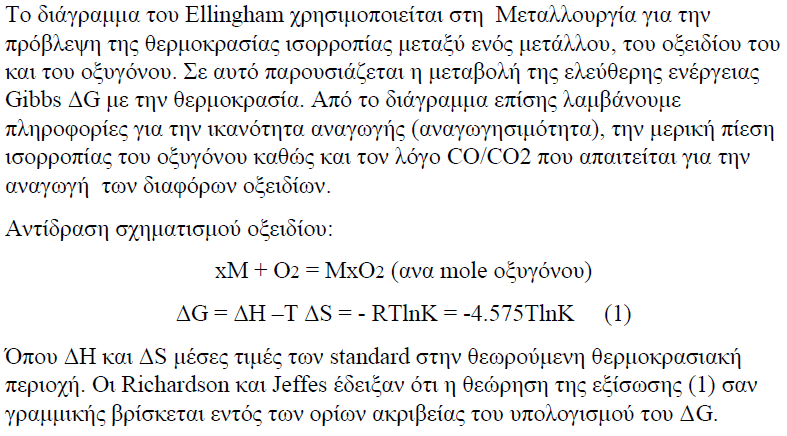 Το διάγραμμα του Ellingham χρησιμοποιείται στη  Μεταλλουργία για την
πρόβλεψη της θερμοκρασίας ισορροπίας μεταξύ ενός μετάλλου, του οξειδίου του
και του οξυγόνου. Σε αυτό παρουσιάζεται η μεταβολή της ελεύθερης ενέργειας
Gibbs ΔG με την θερμοκρασία. Από το διάγραμμα επίσης λαμβάνουμε
πληροφορίες για την ικανότητα αναγωγής (αναγωγησιμότητα), την μερική πίεση
ισορροπίας του οξυγόνου καθώς και τον λόγο CO/CO2 που απαιτείται για την
αναγωγή  των διαφόρων οξειδίων.
Αντίδραση σχηματισμού οξειδίου:
xM + O2 = MxO2 (ανα mole οξυγόνου)
ΔG = ΔH –T ΔS = - RTlnK = -4.575TlnK (1)
Όπου ΔH και ΔS μέσες τιμές των standard στην θεωρούμενη θερμοκρασιακή
περιοχή. Οι Richardson και Jeffes έδειξαν ότι η θεώρηση της εξίσωσης (1) σαν
γραμμικής βρίσκεται εντός των ορίων ακριβείας του υπολογισμού του ΔG.